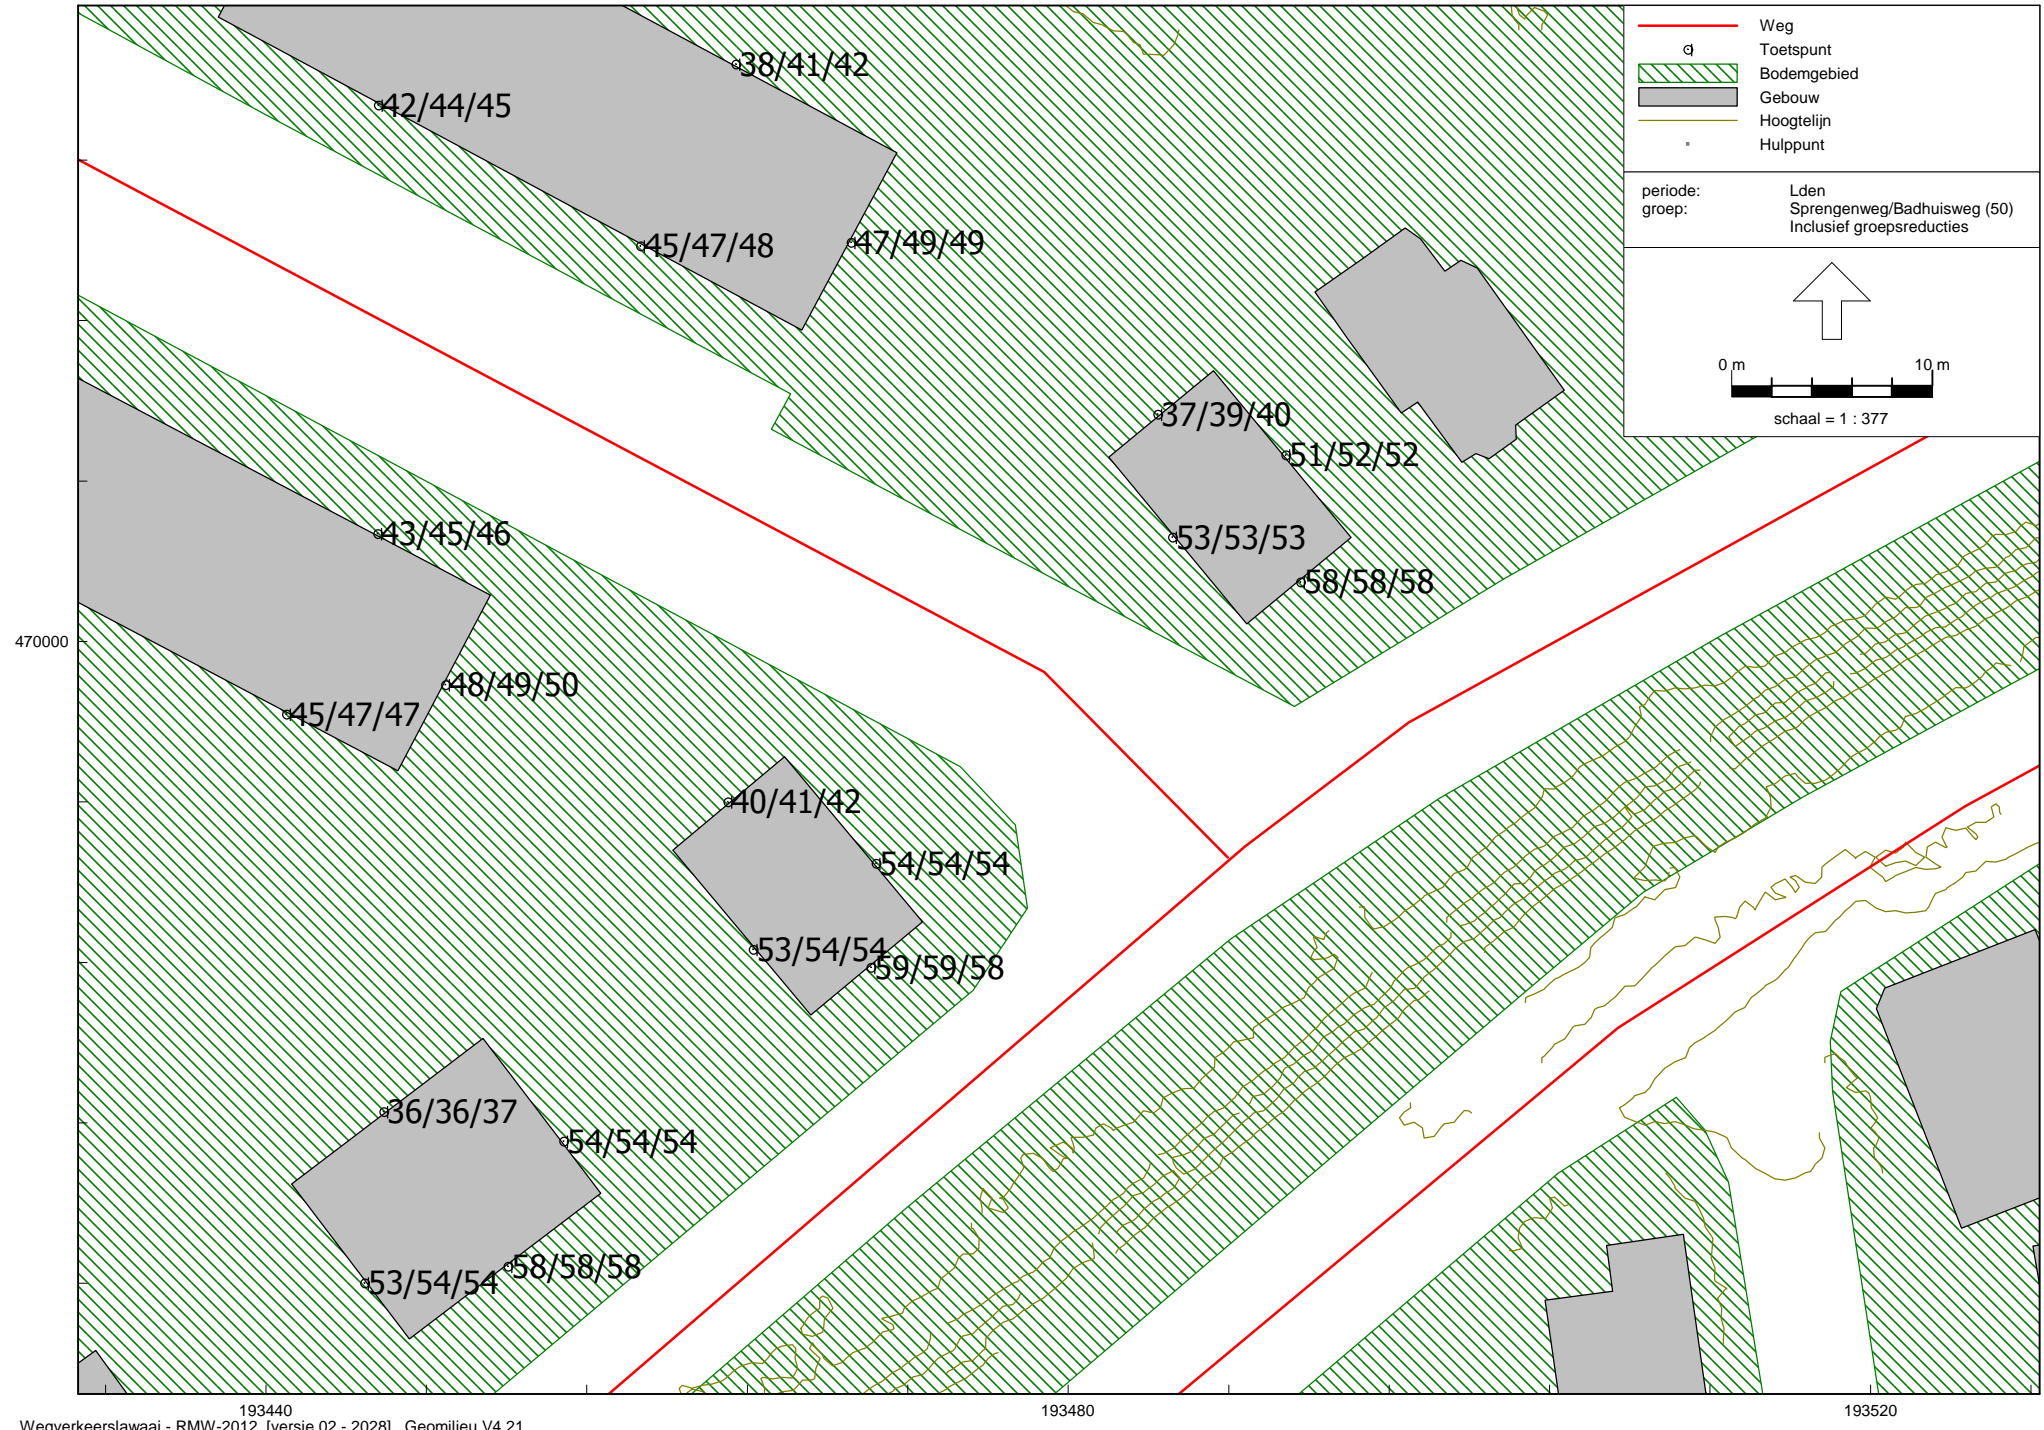 Weg
Toetspunt
Bodemgebied
Gebouw
Hoogtelijn
Hulppunt
periode: Lden
groep: Sprengenweg/Badhuisweg (50)
Inclusief groepsreducties
0 m 10 m
schaal = 1 : 377
38/41/42
42/44/45
45/47/48
47/49/49
37/39/40
51/52/52
43/45/46
53/53/53
58/58/58
470000
48/49/50
45/47/47
40/41/42
54/54/54
53/54/54
59/59/58
36/36/37
54/54/54
58/58/58
53/54/54
193440 193480 193520
Wegverkeerslawaai - RMW-2012, [versie 02 - 2028] , Geomilieu V4.21